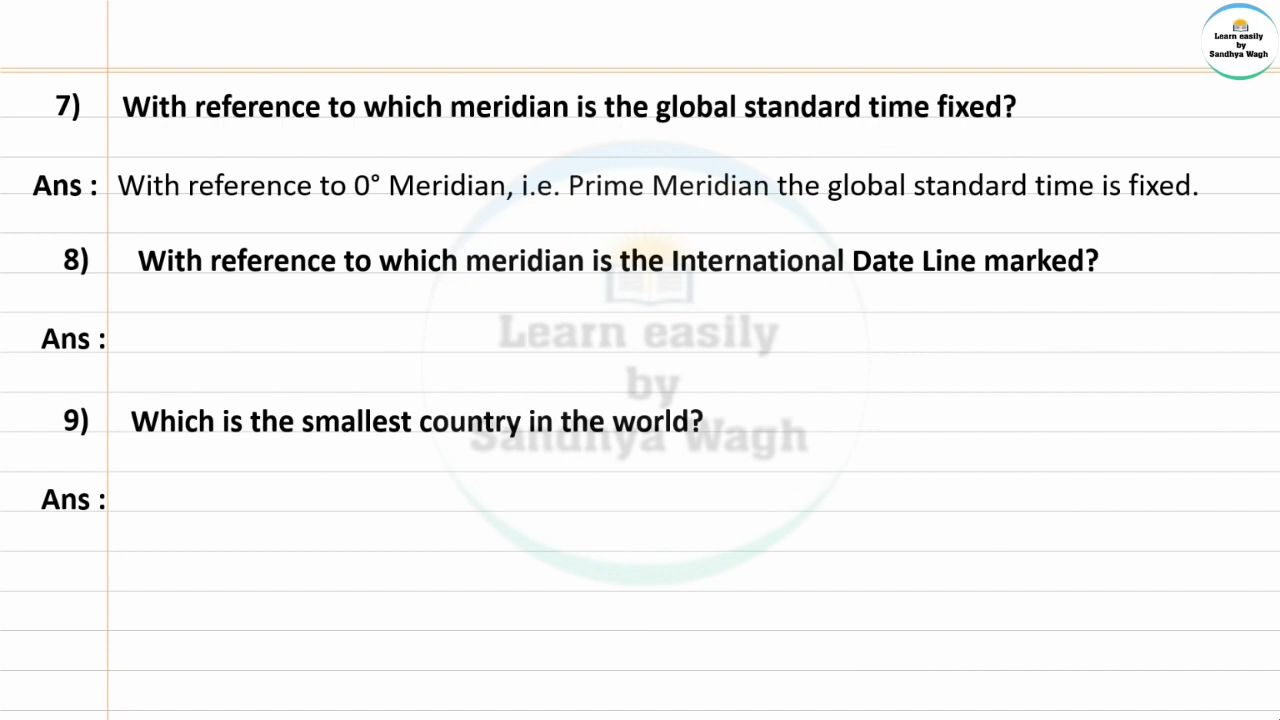 Learn easily
by
Sandhya Wagh
7) With reference to which meridian is the global standard time fixed?
Ans : With reference to 0° Meridian, i.e. Prime Meridian the global standard time is fixed.
8) With reference to which meridian is the International Date Line marked?
Ans :
Learn easily
by
9) Which is the smallest country in the world?
Sandhya Wagh
Ans :